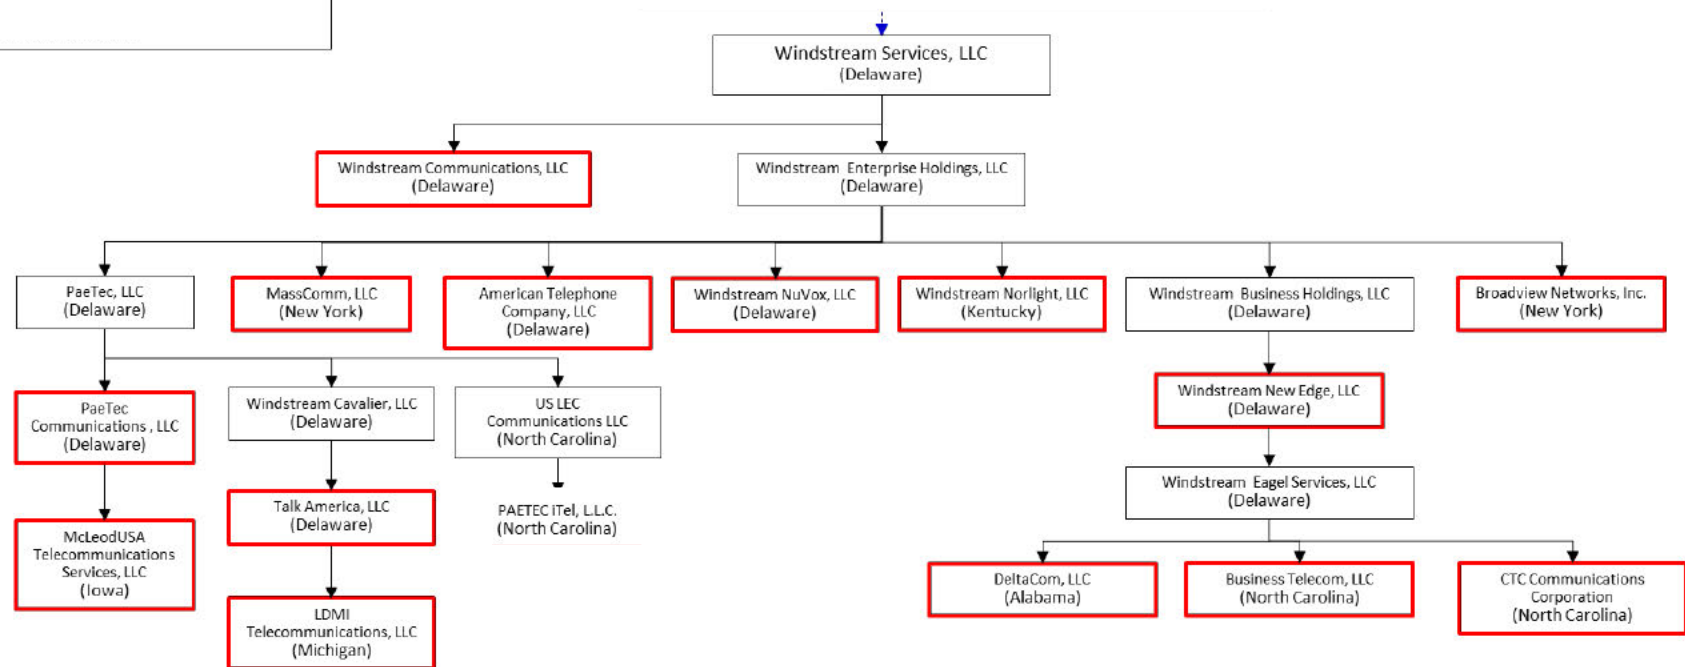 Windstream Services, LLC
(Delaware)
Windstream Communications, LLC
(Delaware)
Windstream Enterprise Holdings, LLC
(Delaware)
PaeTec, LLC
(Delaware)
MassComm, LLC
(New York)
American Telephone
Company, LLC
(Delaware)
Windstream NuVox, LLC
(Delaware)
Windstream Norlight, LLC
(Kentucky)
Windstream Business Holdings, LLC
(Delaware)
Broadview Networks, Inc.
(New York)
PaeTec
Communications , LLC
(Delaware)
Windstream Cavalier, LLC
(Delaware)
US LEC
Communications LLC
(North Carolina)
Windstream New Edge, LLC
(Delaware)
McLeodUSA
Telecommunications
Services, LLC
(Iowa)
Talk America, LLC
(Delaware)
PAETEC iTel, L.L.C.
(North Carolina)
Windstream Eagel Services, LLC
(Delaware)
LDMI
Telecommunications, LLC
(Michigan)
DeltaCom, LLC
(Alabama)
Business Telecom, LLC
(North Carolina)
CTC Communications
Corporation
(North Carolina)